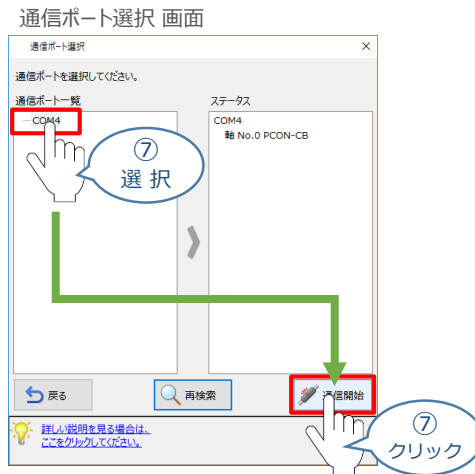 通信ポート選択 画面
通信ポート選択
×
通信ポートを選択してください。
通信ポート一覧
COM4
ステータス
COM4
軸 No.0 PCON-CB
⑦
選 択
戻る
再検索
通信開始
詳しい説明を見る場合は、
ここをクリックしてください。
⑦
クリック